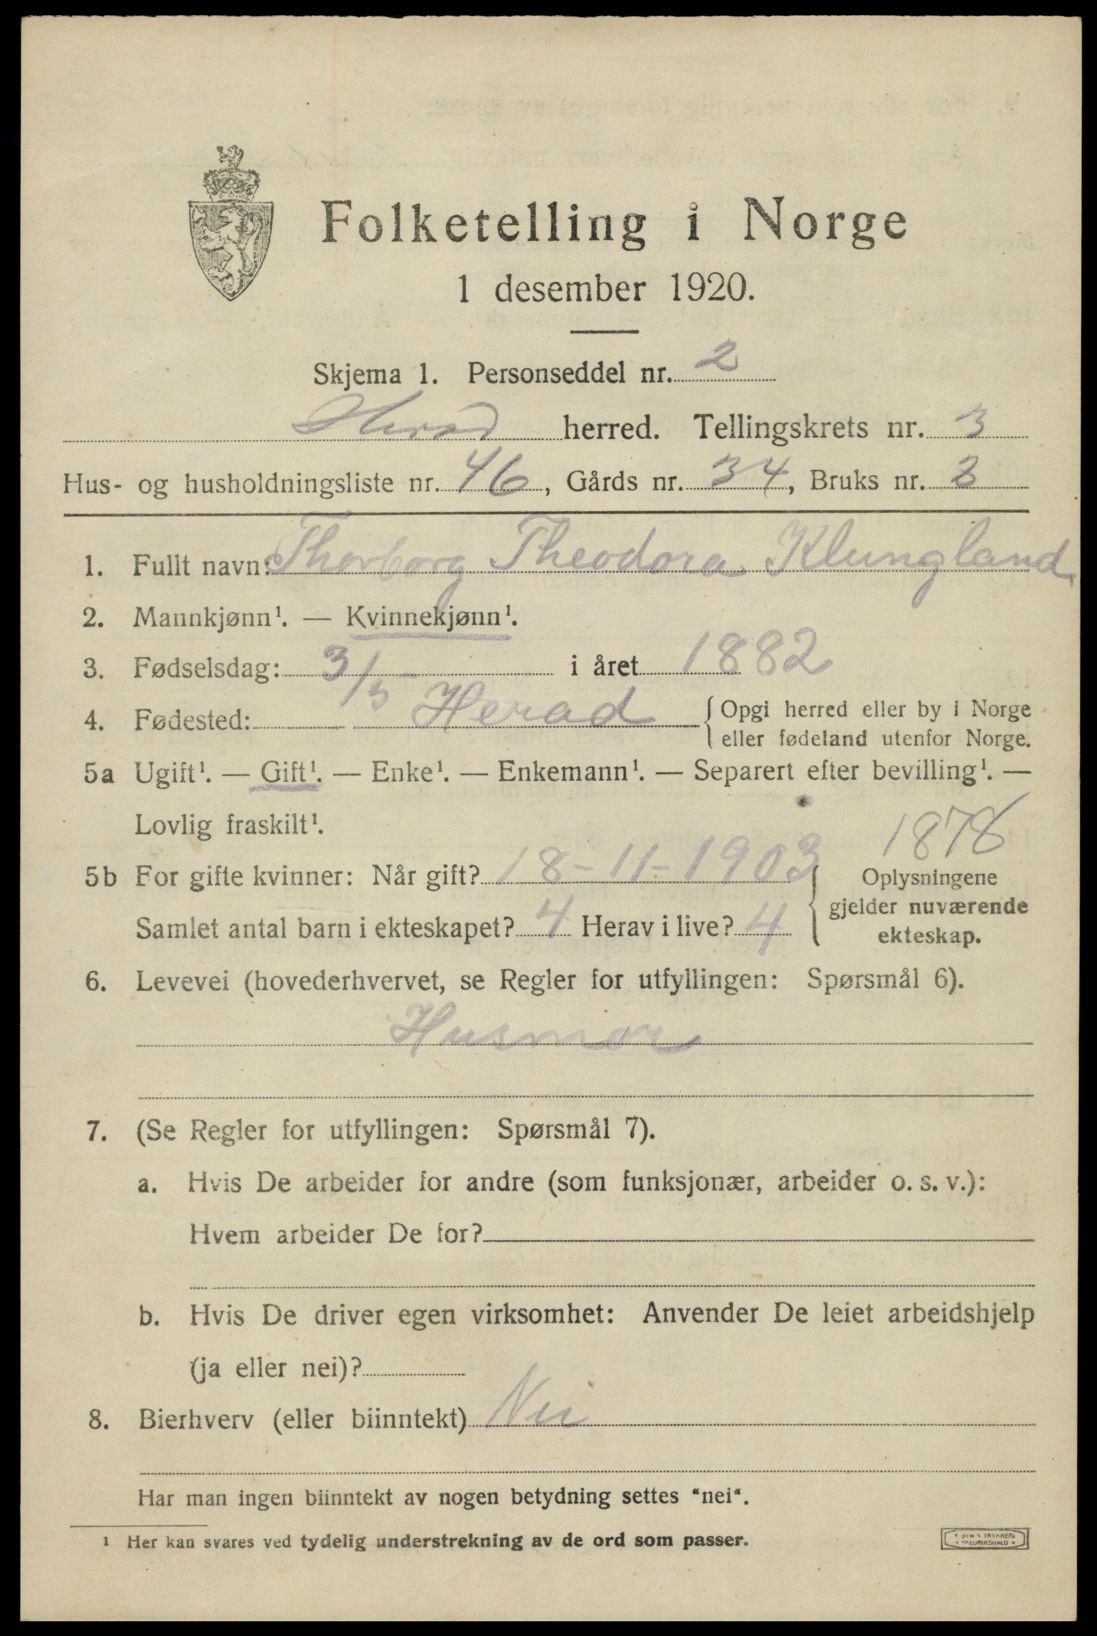 Folketelling i Norge
1 desember 1920.
Skjema 1. Personseddel nr. 2
Herad herred. Tellingskrets nr. 3
Hus- og husholdningsliste nr. 46, Gårds nr. 34, Bruks nr. 2
1. Fullt navn: Thorborg Theodora Klungland.
2. Mannkjønn¹. — Kvinnekjønn¹.
3. Fødselsdag: 3/5 i året 1882
4. Fødested: Herad {Opgi herred eller by i Norge
eller fødeland utenfor Norge.
5a Ugift¹. — Gift¹. — Enke¹. — Enkemann¹. — Separert efter bevilling¹. —
Lovlig fraskilt¹.
1878
5b For gifte kvinner: Når gift? 18-11-1903 { Oplysningene
gjelder nuværende
Samlet antal barn i ekteskapet? 4 Herav i live? 4
ekteskap.
6. Levevei (hovederhvervet, se Regler for utfyllingen: Spørsmål 6).
Husmor
7. (Se Regler for utfyllingen: Spørsmål 7).
a. Hvis De arbeider for andre (som funksjonær, arbeider o. s. v.):
Hvem arbeider De for?
b. Hvis De driver egen virksomhet: Anvender De leiet arbeidshjelp
(ja eller nei)?
8. Bierhverv (eller biinntekt) Nei
Har man ingen biinntekt av nogen betydning settes "nei".
¹ Her kan svares ved tydelig understrekning av de ord som passer.